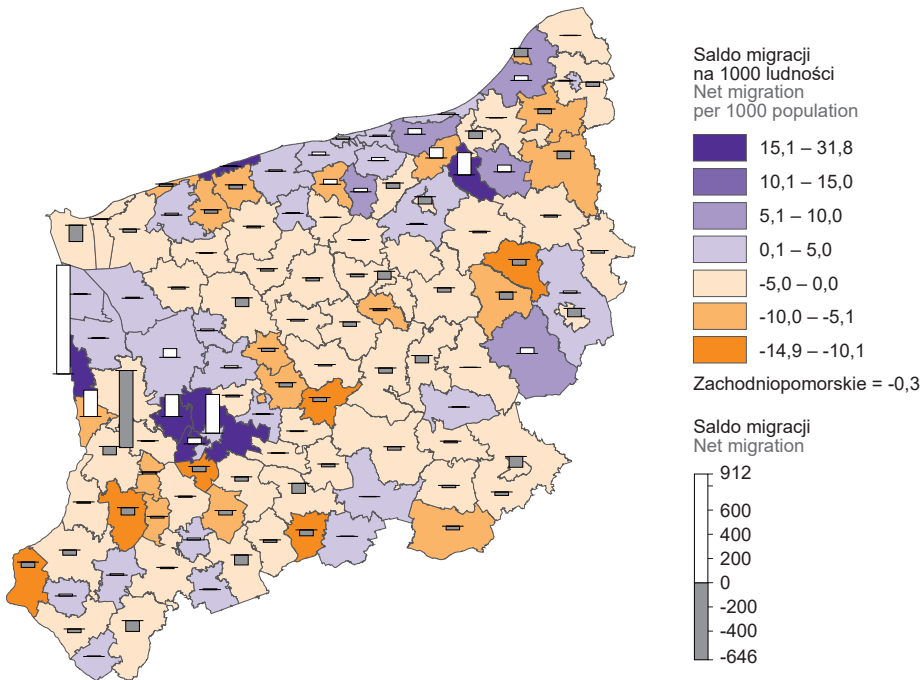 Saldo migracji
na 1000 ludności
Net migration
per 1000 population
15,1 – 31,8
10,1 – 15,0
5,1 – 10,0
0,1 – 5,0
-5,0 – 0,0
-10,0 – -5,1
-14,9 – -10,1
Zachodniopomorskie = -0,3
Saldo migracji
Net migration
912
600
400
200
0
-200
-400
-646